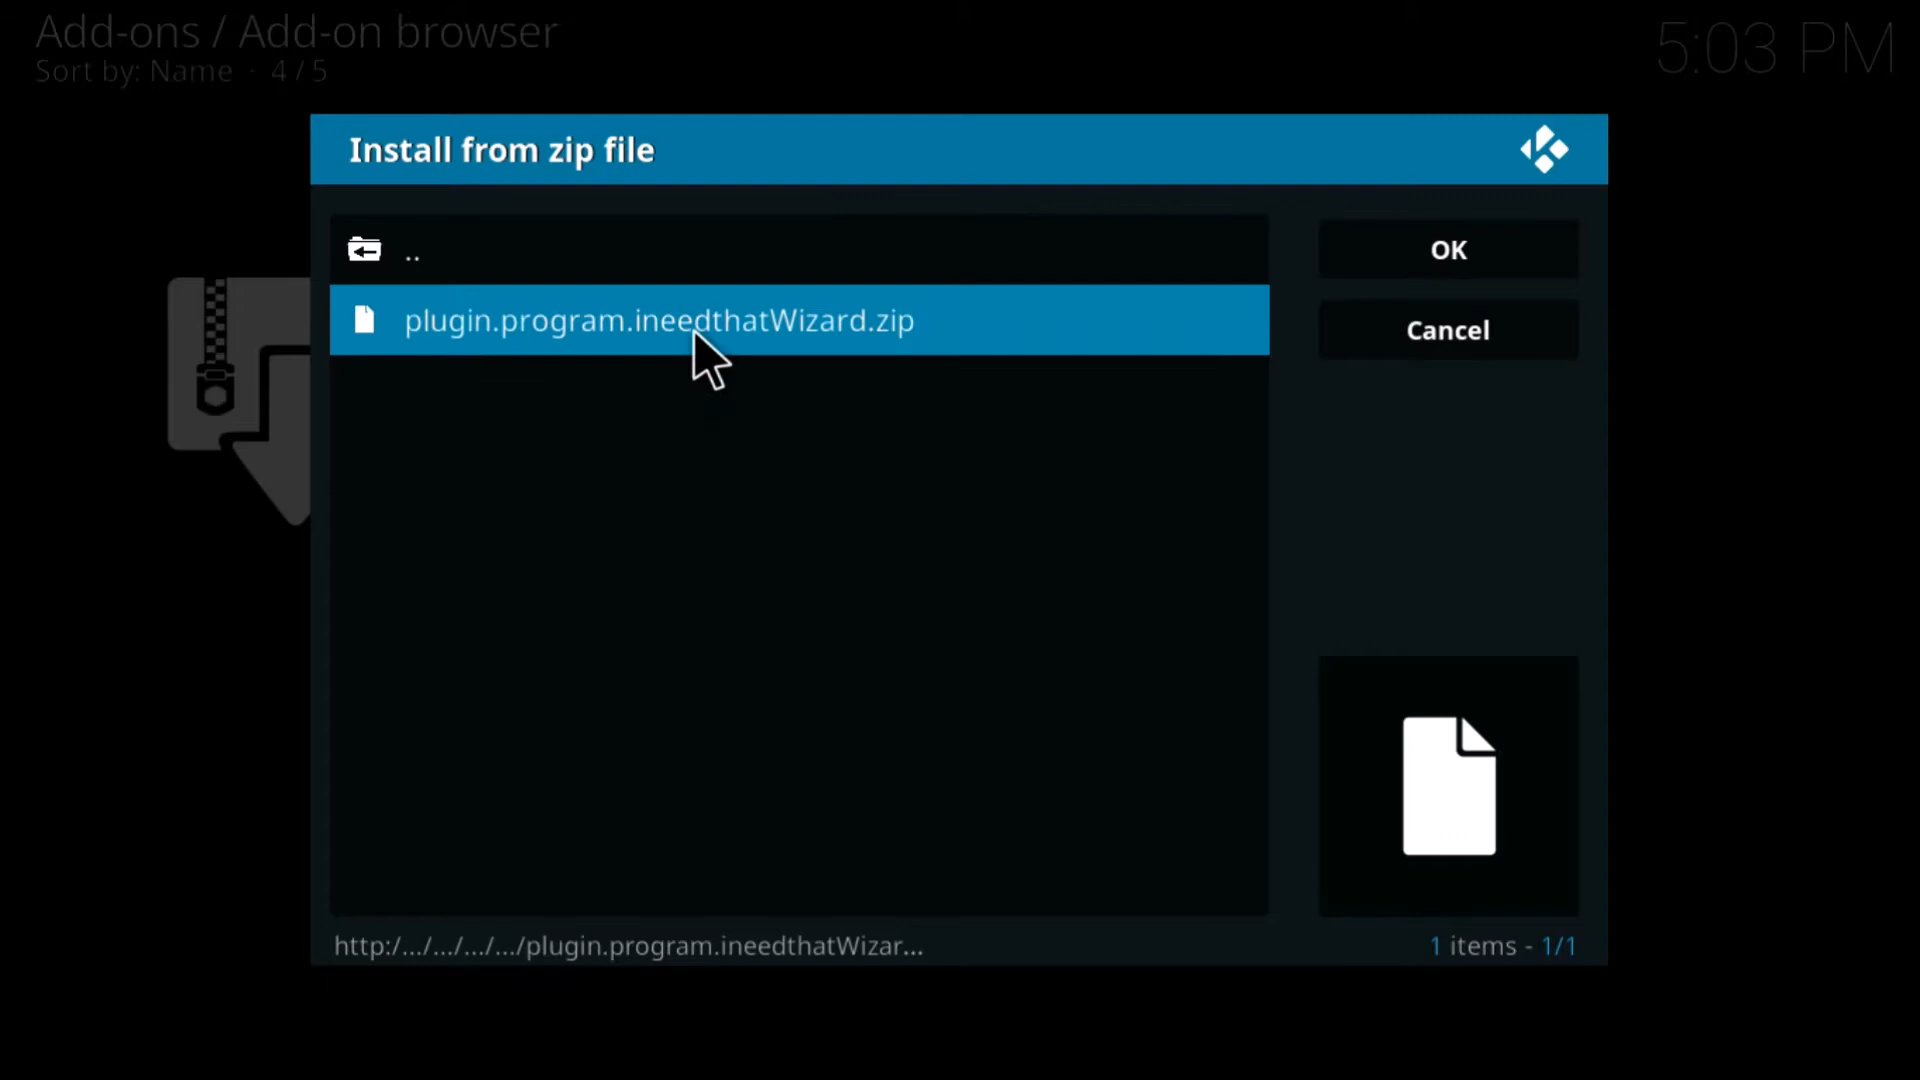 Add-ons / Add-on browser
Sort by: Name · 4 / 5
5:03 PM
Install from zip file
..
plugin.program.ineedthatWizard.zip
OK
Cancel
http:/.../.../.../.../plugin.program.ineedthatWizar...
1 items - 1/1